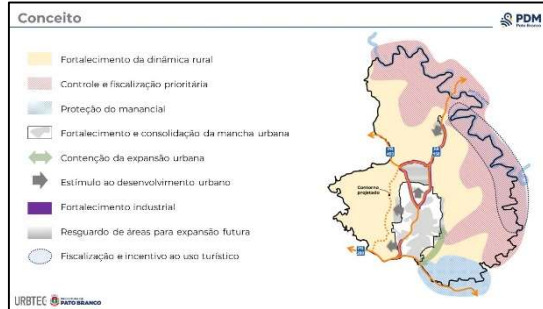 Conceito
PDM
Pato Branco
Fortalecimento da dinâmica rural
Controle e fiscalização prioritária
Proteção do manancial
Fortalecimento e consolidação da mancha urbana
Contenção da expansão urbana
Estímulo ao desenvolvimento urbano
Fortalecimento industrial
Resguardo de áreas para expansão futura
Fiscalização e incentivo ao uso turístico
Contorno
projetado
URBTEC
PATO BRANCO